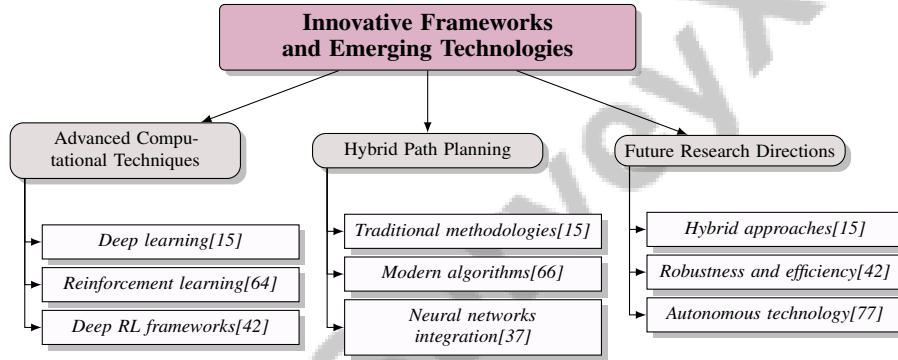 Innovative Frameworks
and Emerging Technologies
Advanced Compu-
tational Techniques
Deep learning[15]
Reinforcement learning[64]
Deep RL frameworks[42]
Hybrid Path Planning
Traditional methodologies[15]
Modern algorithms[66]
Neural networks
integration[37]
Future Research Directions
Hybrid approaches[15]
Robustness and efficiency[42]
Autonomous technology[77]